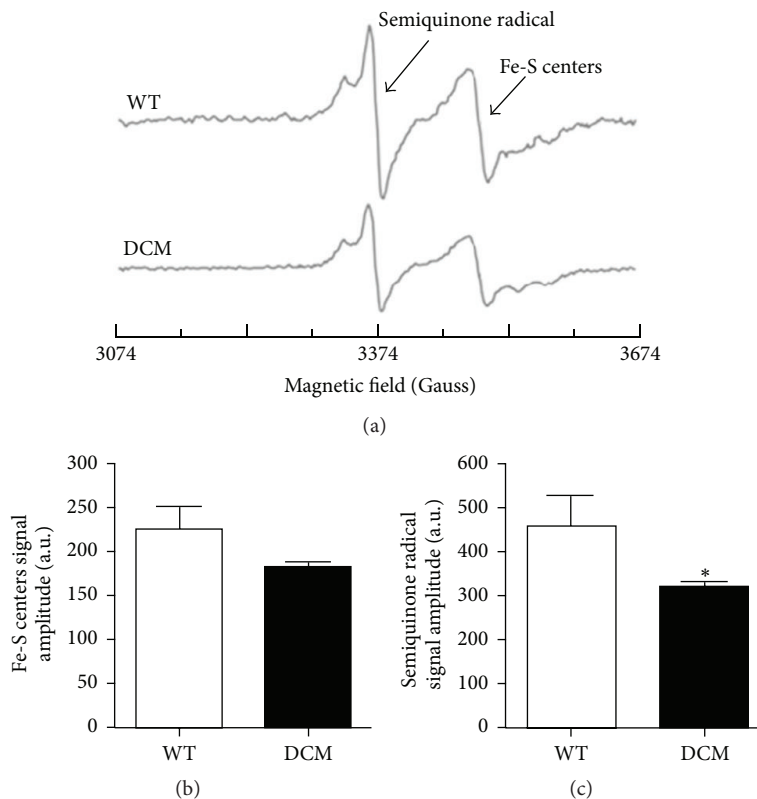 Semiquinone radical
Fe-S centers
WT
DCM
3074 3374 3674
Magnetic field (Gauss)
(a)
300
250
200
150
100
50
0
Fe-S centers signal
amplitude (a.u.)
WT DCM
(b)
600
500
400
300
200
100
0
Semiquinone radical
signal amplitude (a.u.)
*
WT DCM
(c)